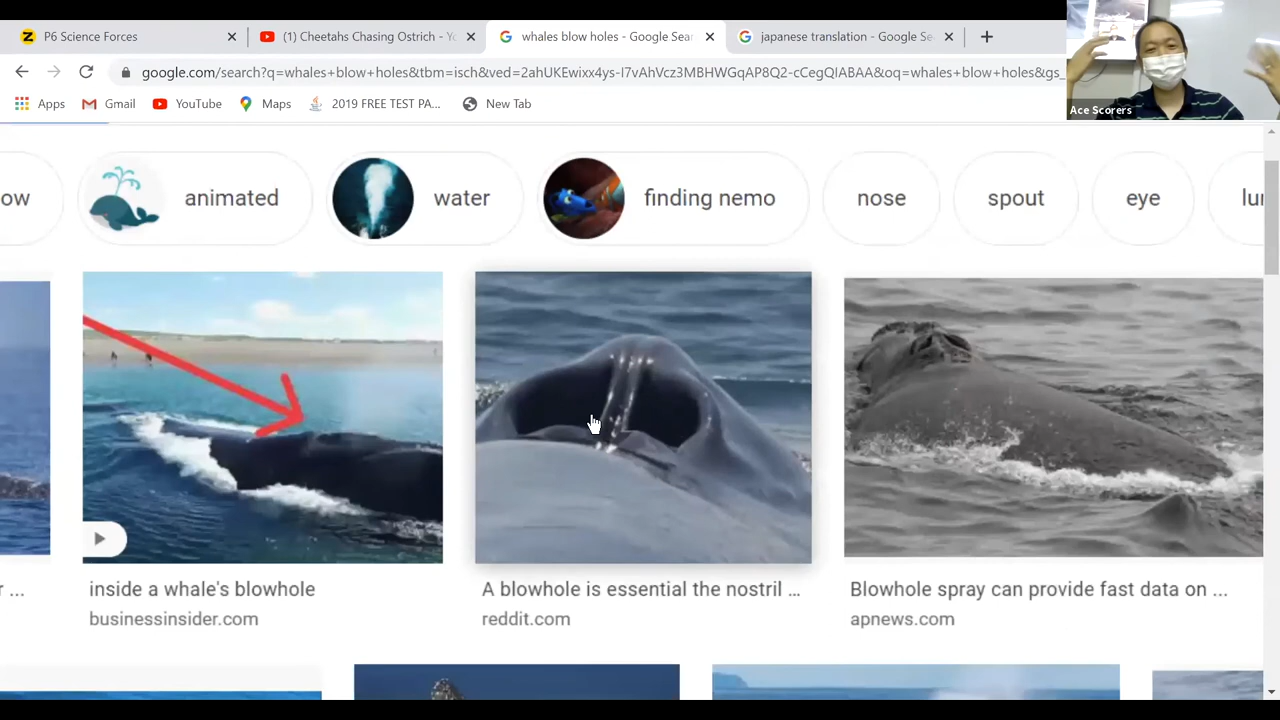 P6 Science Forces
(1) Cheetahs Chasing Ostrich - Yo
whales blow holes - Google Sear
japanese translation - Google Se
google.com/search?q=whales+blow+holes&tbm=isch&ved=2ahUKEwixx4ys-I7vAhVcz3MBHWGqAP8Q2-cCegQIABAA&oq=whales+blow+holes&gs_
Apps
Gmail
YouTube
Maps
2019 FREE TEST PA...
New Tab
Ace Scorers
ow
animated
water
finding nemo
nose
spout
eye
lu
r ...
inside a whale's blowhole
businessinsider.com
A blowhole is essential the nostril ...
reddit.com
Blowhole spray can provide fast data on ...
apnews.com